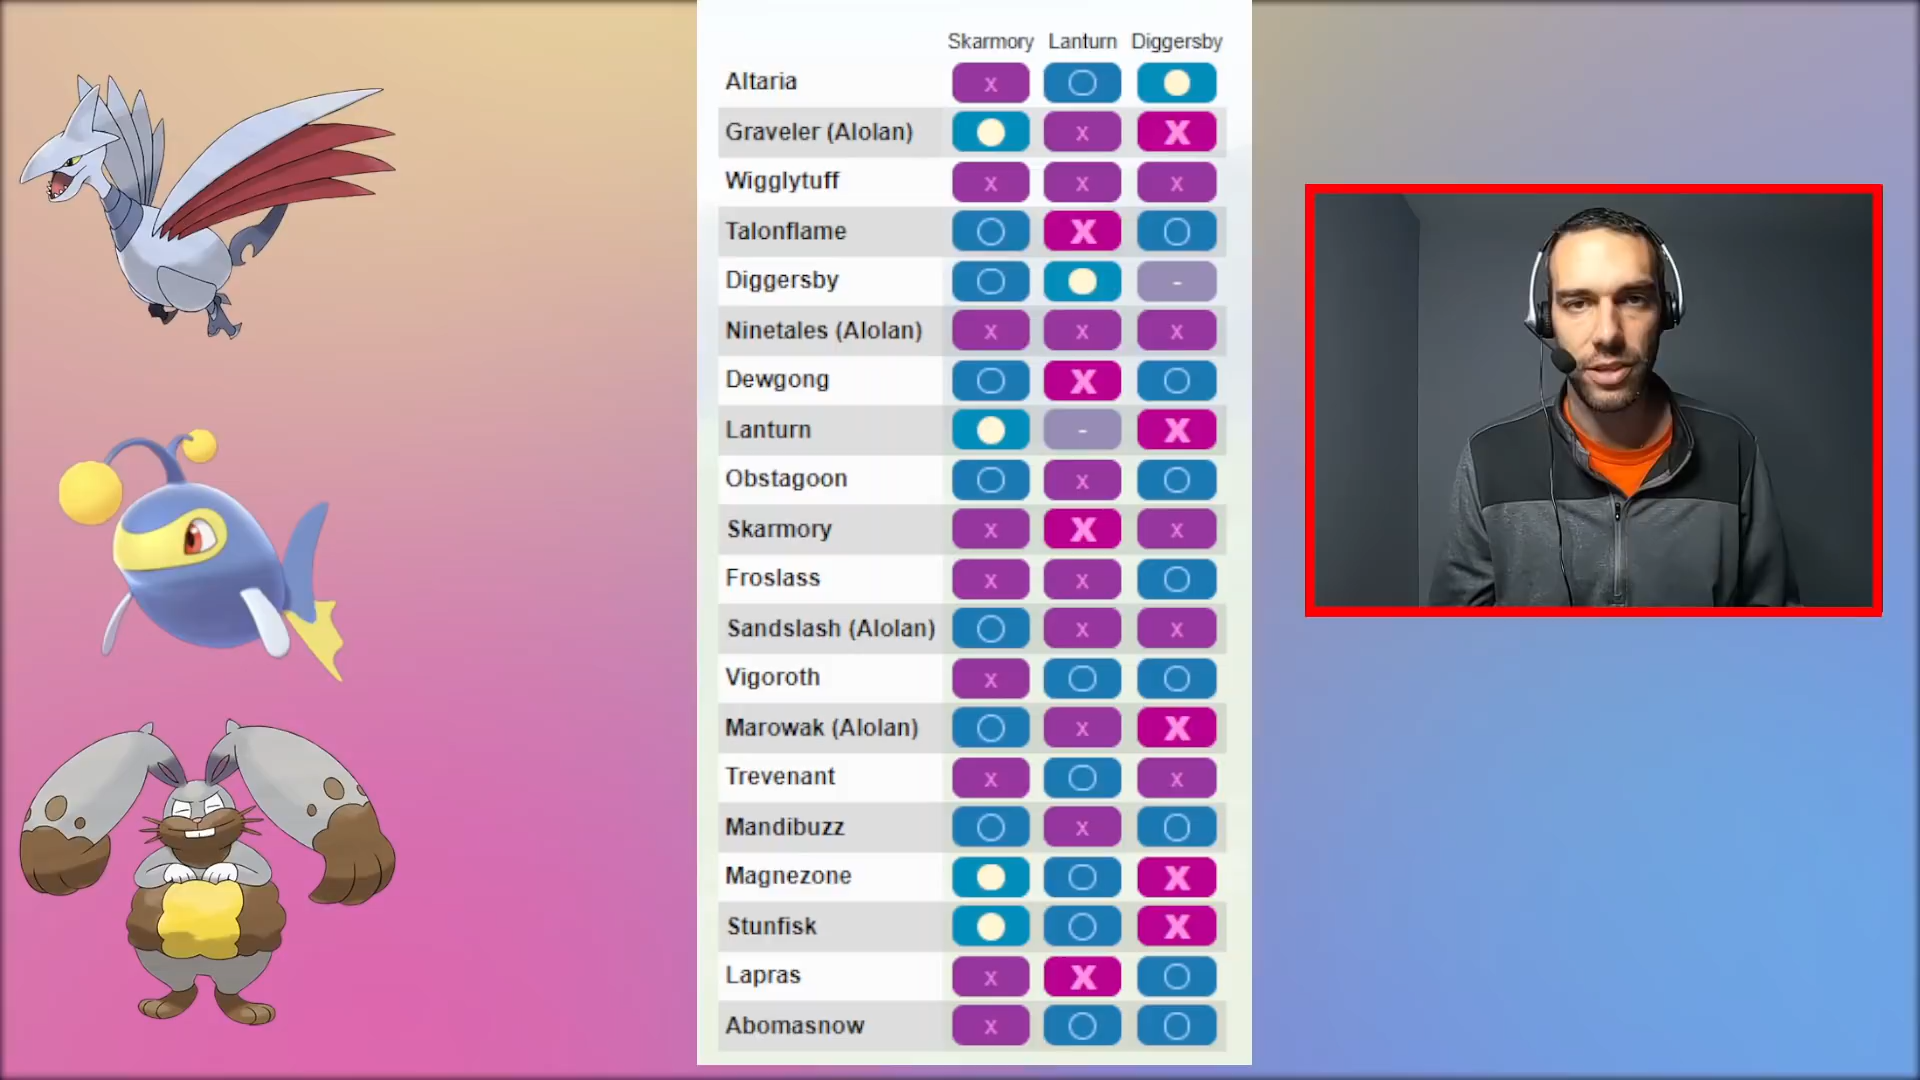 Skarmory Lanturn Diggersby
Altaria x ○ ●
Graveler (Alolan) ● x X
Wigglytuff x x x
Talonflame ○ X ○
Diggersby ○ ● -
Ninetales (Alolan) x x x
Dewgong ○ X ○
Lanturn ● - X
Obstagoon ○ x ○
Skarmory x X x
Froslass x x ○
Sandslash (Alolan) ○ x x
Vigoroth x ○ ○
Marowak (Alolan) ○ x X
Trevenant x ○ x
Mandibuzz ○ x ○
Magnezone ● ○ X
Stunfisk ● ○ X
Lapras x X ○
Abomasnow x ○ ○